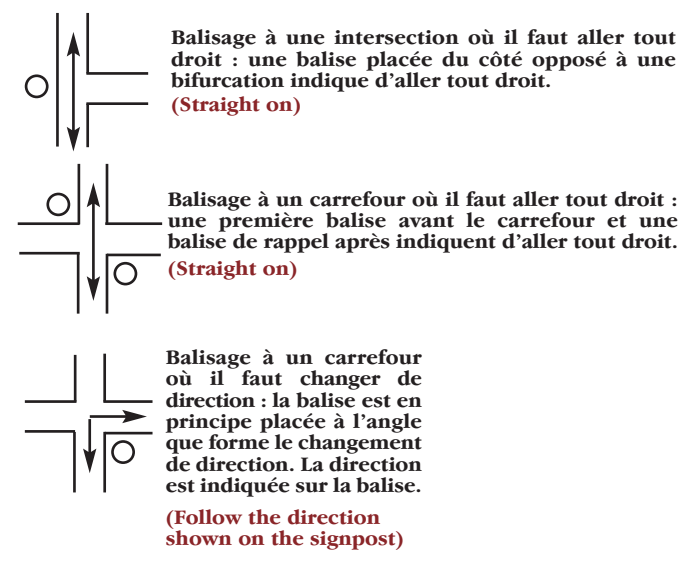 Balisage à une intersection où il faut aller tout
droit : une balise placée du côté opposé à une
bifurcation indique d’aller tout droit.
(Straight on)
Balisage à un carrefour où il faut aller tout droit :
une première balise avant le carrefour et une
balise de rappel après indiquent d’aller tout droit.
(Straight on)
Balisage à un carrefour
où il faut changer de
direction : la balise est en
principe placée à l’angle
que forme le changement
de direction. La direction
est indiquée sur la balise.
(Follow the direction
shown on the signpost)